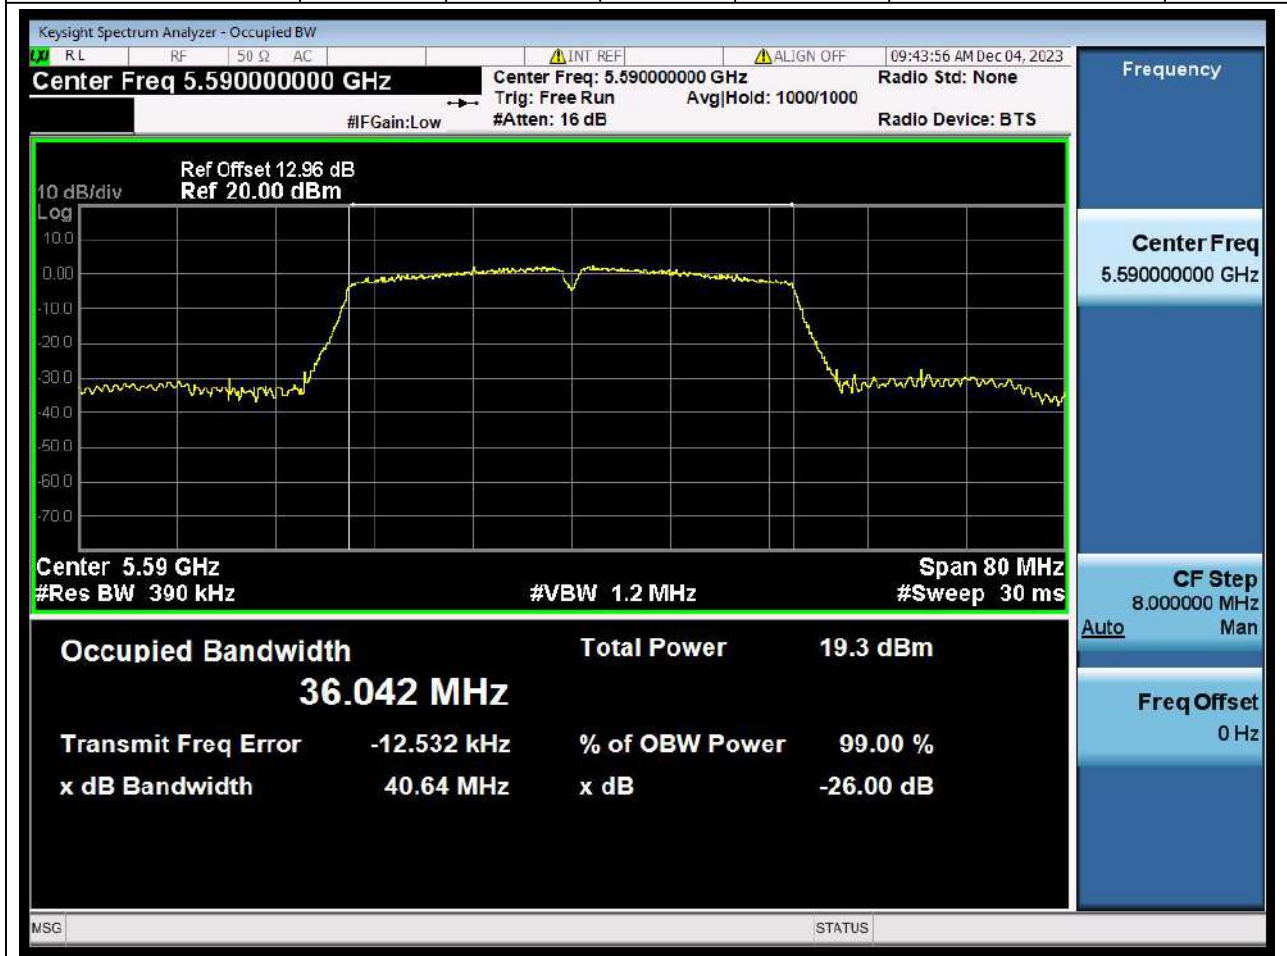 Keysight Spectrum Analyzer - Occupied BW
LXI RL RF 50 Ω AC INT REF ALIGN OFF 09:43:56 AM Dec 04, 2023
Center Freq 5.590000000 GHz
Center Freq: 5.590000000 GHz Radio Std: None
Trig: Free Run Avg|Hold: 1000/1000
#IFGain:Low #Atten: 16 dB Radio Device: BTS
Ref Offset 12.96 dB
10 dB/div Ref 20.00 dBm
Log
10.0
0.00
-10.0
-20.0
-30.0
-40.0
-50.0
-60.0
-70.0
Center 5.59 GHz Span 80 MHz
#Res BW 390 kHz #VBW 1.2 MHz #Sweep 30 ms
Occupied Bandwidth Total Power 19.3 dBm
36.042 MHz
Transmit Freq Error -12.532 kHz % of OBW Power 99.00 %
x dB Bandwidth 40.64 MHz x dB -26.00 dB
MSG STATUS
Frequency
Center Freq
5.590000000 GHz
CF Step
8.000000 MHz
Auto Man
Freq Offset
0 Hz